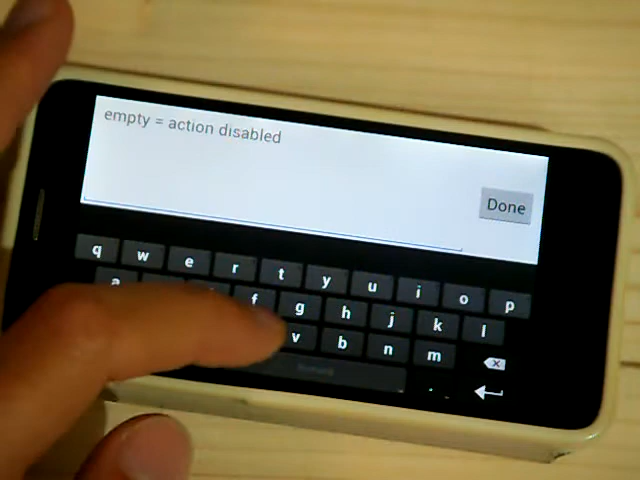 empty = action disabled
Done
q w e r t y u i o p
a f g h j k l
v b n m